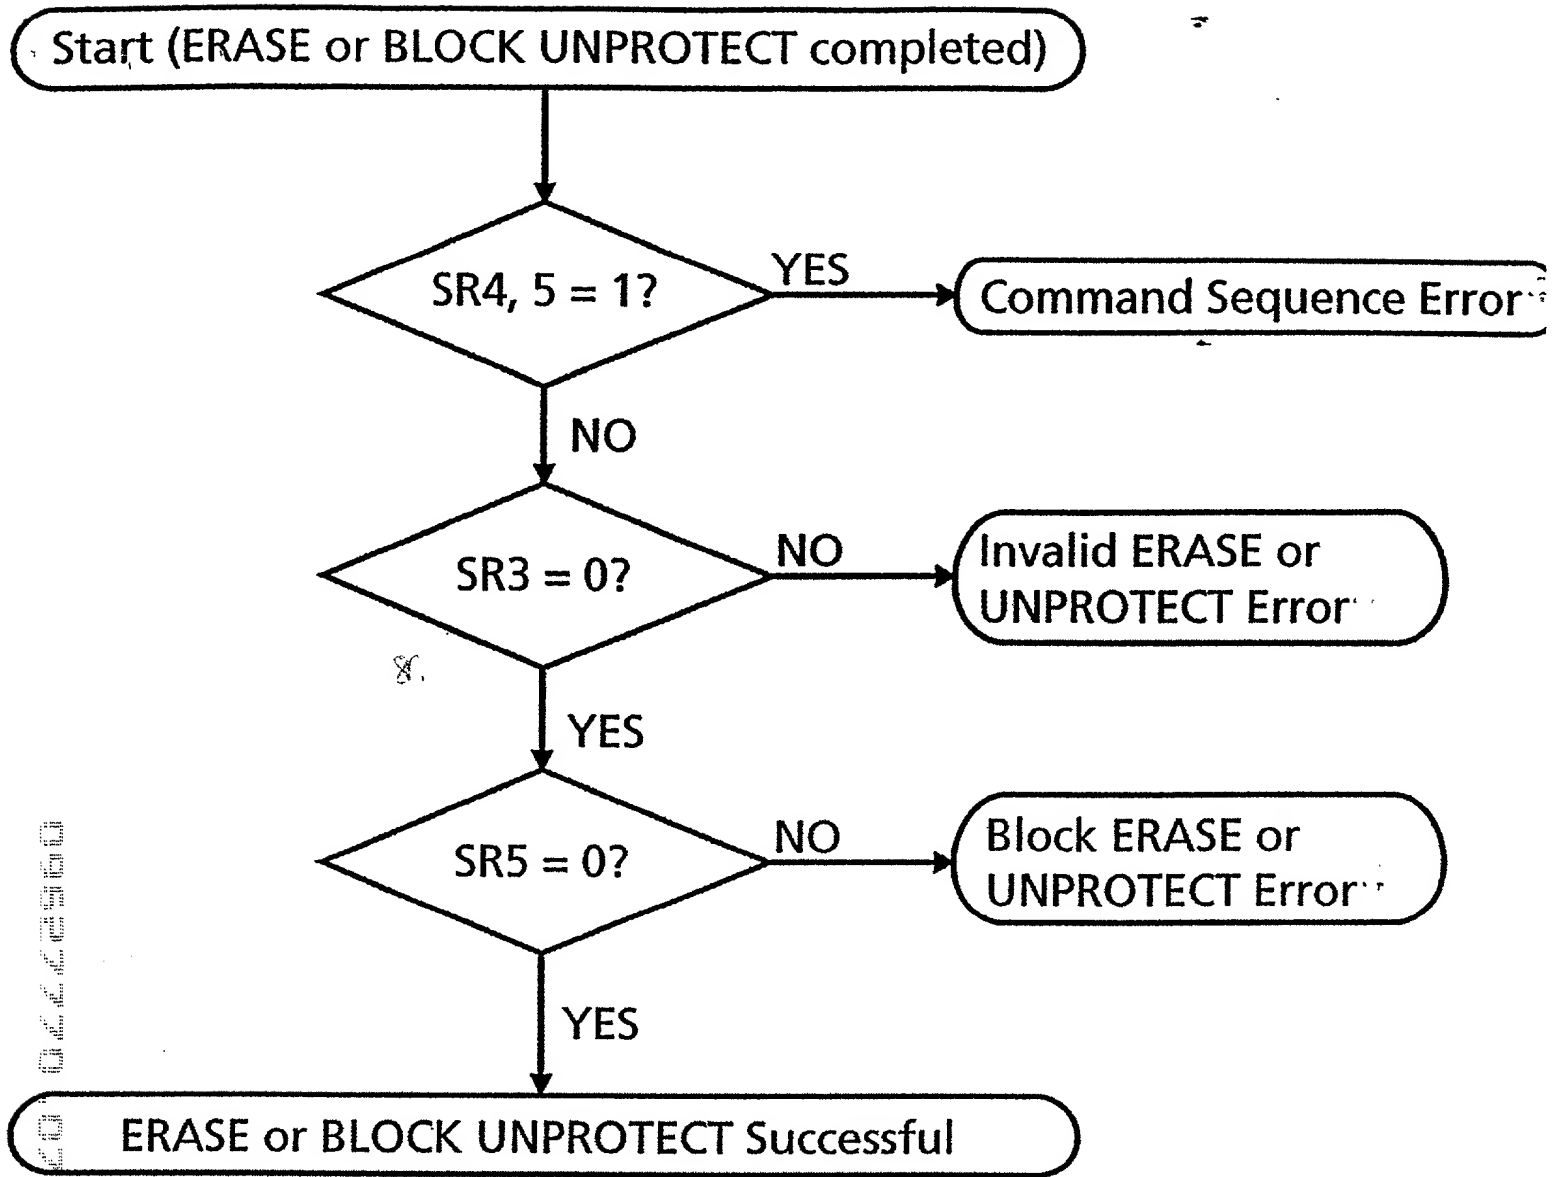 Start (ERASE or BLOCK UNPROTECT completed)
SR4, 5 = 1?
YES
Command Sequence Error
NO
SR3 = 0?
NO
Invalid ERASE or
UNPROTECT Error
YES
SR5 = 0?
NO
Block ERASE or
UNPROTECT Error
YES
ERASE or BLOCK UNPROTECT Successful